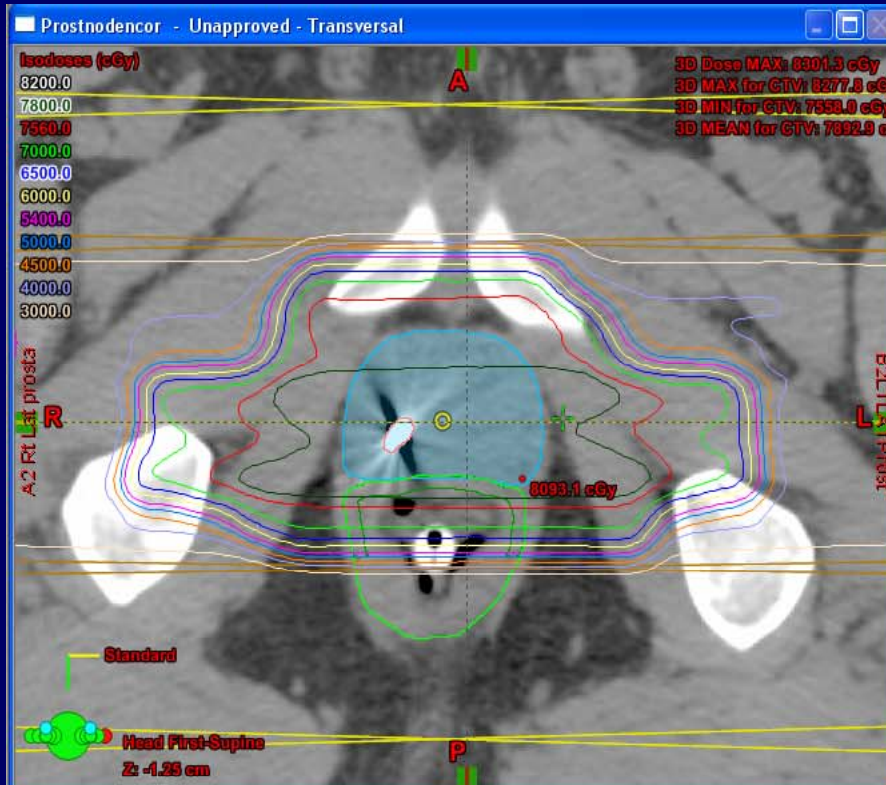 Prostnodencor - Unapproved - Transversal
Isodoses (cGy)
8200.0
7800.0
7560.0
7000.0
6500.0
6000.0
5400.0
5000.0
4500.0
4000.0
3000.0
A
3D Dose MAX: 8301.3 cGy
3D MAX for CTV: 8277.8 cGy
3D MIN for CTV: 7558.0 cGy
3D MEAN for CTV: 7892.9 c
A2 Rt Lat prosta
R
L
8093.1 cGy
Standard
Head First-Supine
Z: -1.25 cm
P